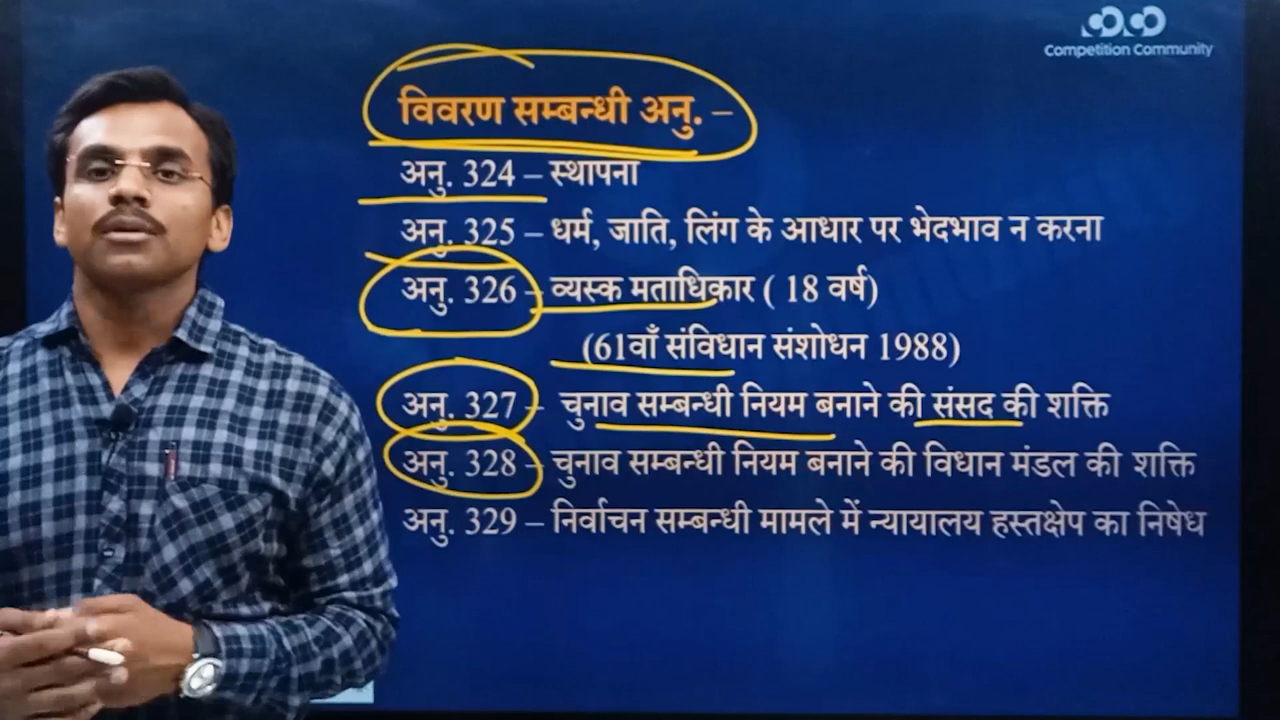 Competition Community
विवरण सम्बन्धी अनु. –
अनु. 324 – स्थापना
अनु. 325 – धर्म, जाति, लिंग के आधार पर भेदभाव न करना
अनु. 326 – व्यस्क मताधिकार ( 18 वर्ष)
(61वाँ संविधान संशोधन 1988)
अनु. 327 – चुनाव सम्बन्धी नियम बनाने की संसद की शक्ति
अनु. 328 – चुनाव सम्बन्धी नियम बनाने की विधान मंडल की शक्ति
अनु. 329 – निर्वाचन सम्बन्धी मामले में न्यायालय हस्तक्षेप का निषेध